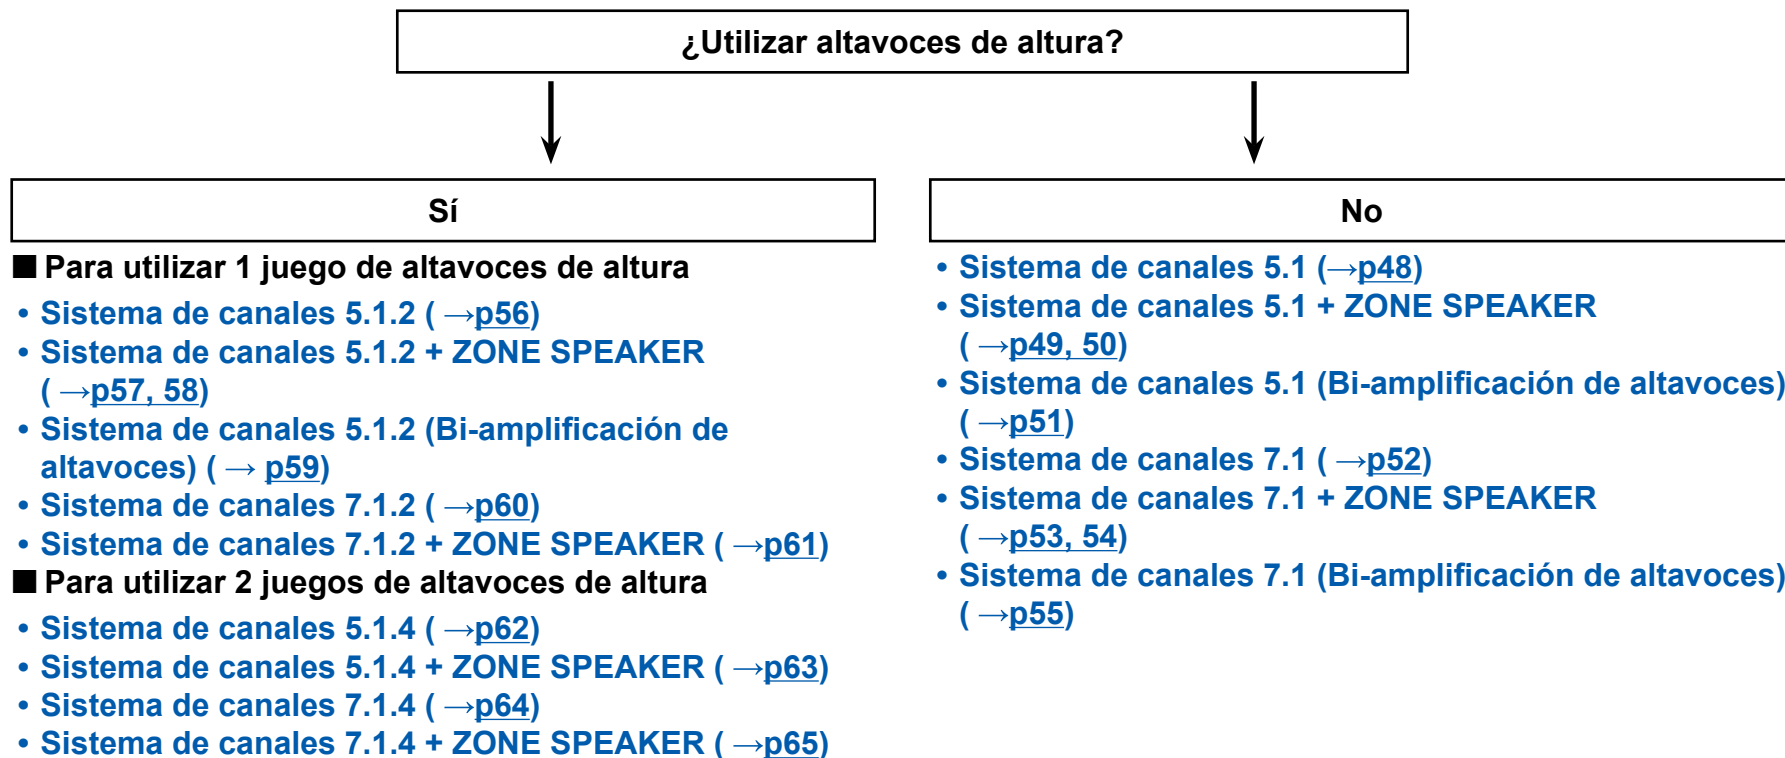 ¿Utilizar altavoces de altura?
Sí
■ Para utilizar 1 juego de altavoces de altura
• Sistema de canales 5.1.2 ( →p56)
• Sistema de canales 5.1.2 + ZONE SPEAKER
( →p57, 58)
• Sistema de canales 5.1.2 (Bi-amplificación de
altavoces) ( → p59)
• Sistema de canales 7.1.2 ( →p60)
• Sistema de canales 7.1.2 + ZONE SPEAKER ( →p61)
■ Para utilizar 2 juegos de altavoces de altura
• Sistema de canales 5.1.4 ( →p62)
• Sistema de canales 5.1.4 + ZONE SPEAKER ( →p63)
• Sistema de canales 7.1.4 ( →p64)
• Sistema de canales 7.1.4 + ZONE SPEAKER ( →p65)
No
• Sistema de canales 5.1 (→p48)
• Sistema de canales 5.1 + ZONE SPEAKER
( →p49, 50)
• Sistema de canales 5.1 (Bi-amplificación de altavoces)
( →p51)
• Sistema de canales 7.1 ( →p52)
• Sistema de canales 7.1 + ZONE SPEAKER
( →p53, 54)
• Sistema de canales 7.1 (Bi-amplificación de altavoces)
( →p55)